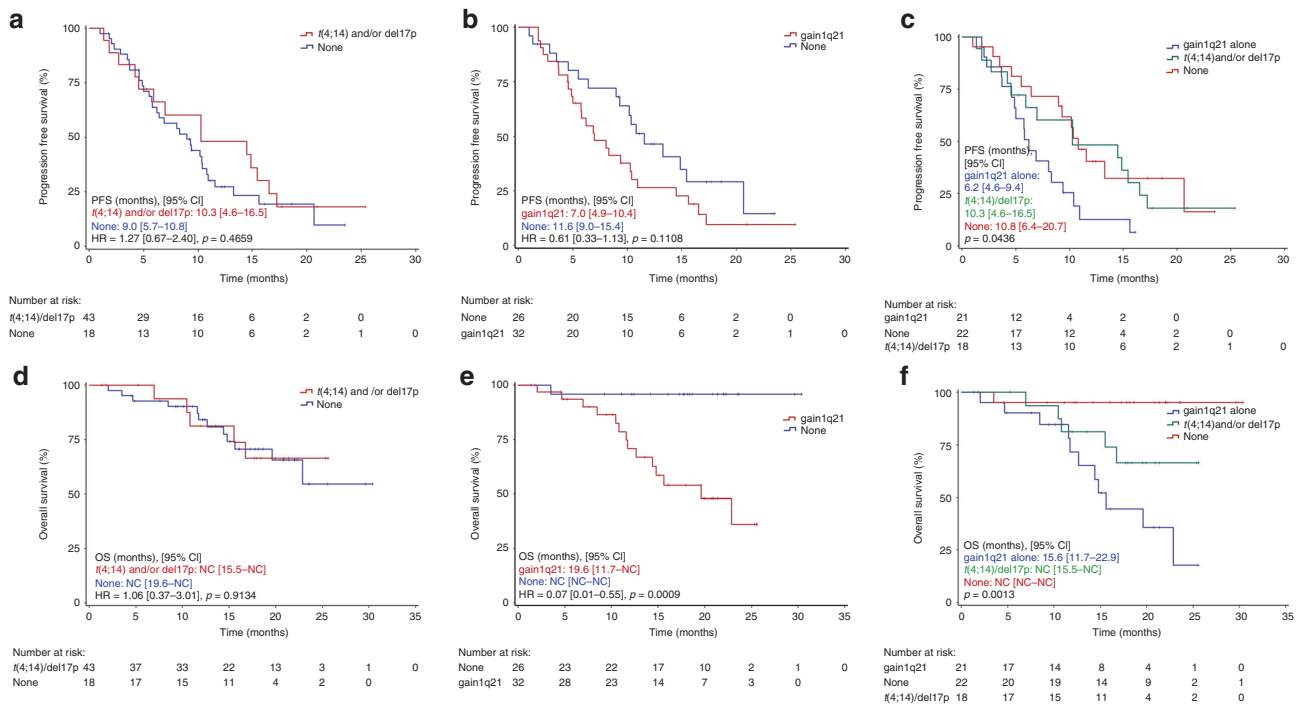 a
t(4;14) and/or del17p
None
Progression free survival (%)
100
75
50
25
0
PFS (months), [95% CI]
t(4;14) and/or del17p: 10.3 [4.6–16.5]
None: 9.0 [5.7–10.8]
HR = 1.27 [0.67–2.40], p = 0.4659
0 5 10 15 20 25 30
Time (months)
Number at risk:
t(4;14)/del17p 43 29 16 6 2 0
None 18 13 10 6 2 1 0
b
gain1q21
None
Progression free survival (%)
100
75
50
25
0
PFS (months), [95% CI]
gain1q21: 7.0 [4.9–10.4]
None: 11.6 [9.0–15.4]
HR = 0.61 [0.33–1.13], p = 0.1108
0 5 10 15 20 25 30
Time (months)
Number at risk:
None 26 20 15 6 2 0
gain1q21 32 20 10 6 2 1 0
c
gain1q21 alone
t(4;14)and/or del17p
None
Progression free survival (%)
100
75
50
25
0
PFS (months),
[95% CI]
gain1q21 alone:
6.2 [4.6–9.4]
t(4;14)/del17p:
10.3 [4.6–16.5]
None: 10.8 [6.4–20.7]
p = 0.0436
0 5 10 15 20 25 30
Time (months)
Number at risk:
gain1q21 21 12 4 2 0
None 22 17 12 4 2 0
t(4;14)/del17p 18 13 10 6 2 1 0
d
t(4;14) and /or del17p
None
Overall survival (%)
100
75
50
25
0
OS (months), [95% CI]
t(4;14) and/or del17p: NC [15.5–NC]
None: NC [19.6–NC]
HR = 1.06 [0.37–3.01], p = 0.9134
0 5 10 15 20 25 30 35
Time (months)
Number at risk:
t(4;14)/del17p 43 37 33 22 13 3 1 0
None 18 17 15 11 4 2 0
e
gain1q21
None
Overall survival (%)
100
75
50
25
0
OS (months), [95% CI]
gain1q21: 19.6 [11.7–NC]
None: NC [NC–NC]
HR = 0.07 [0.01–0.55], p = 0.0009
0 5 10 15 20 25 30 35
Time (months)
Number at risk:
None 26 23 22 17 10 2 1 0
gain1q21 32 28 23 14 7 3 0
f
gain1q21 alone
t(4;14)and/or del17p
None
Overall survival (%)
100
75
50
25
0
OS (months), [95% CI]
gain1q21 alone: 15.6 [11.7–22.9]
t(4;14)/del17p: NC [15.5–NC]
None: NC [NC–NC]
p = 0.0013
0 5 10 15 20 25 30 35
Time (months)
Number at risk:
gain1q21 21 17 14 8 4 1 0
None 22 20 19 14 9 2 1
t(4;14)/del17p 18 17 15 11 4 2 0